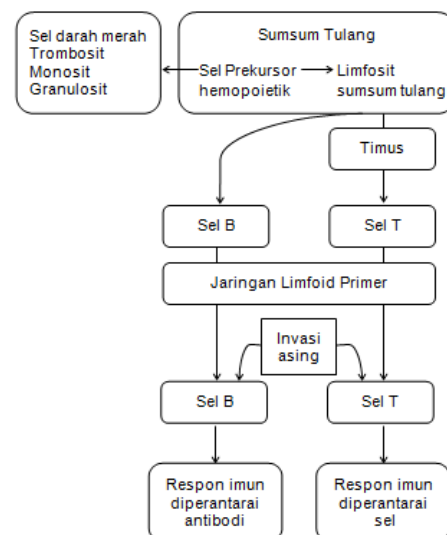 Sel darah merah
Trombosit
Monosit
Granulosit
Sumsum Tulang
Sel Prekursor
hemopoietik
Limfosit
sumsum tulang
Timus
Sel B
Sel T
Jaringan Limfoid Primer
Invasi
asing
Sel B
Sel T
Respon imun
diperantarai
antibodi
Respon imun
diperantarai
sel